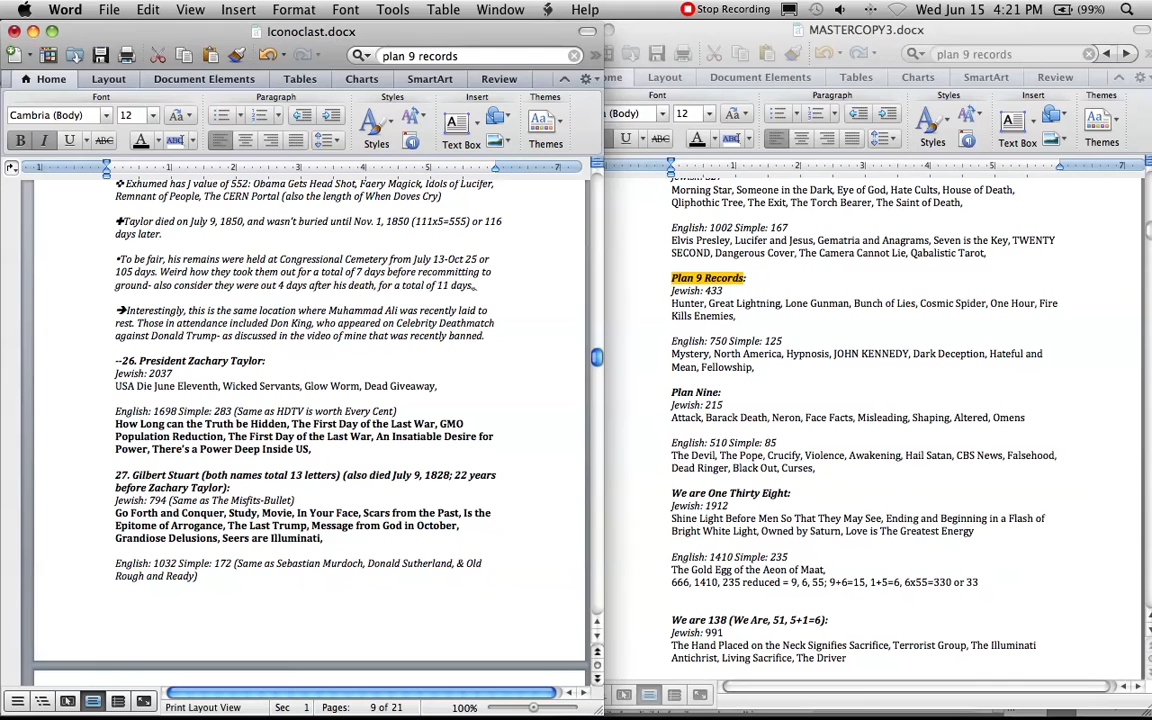 Word File Edit View Insert Format Font Tools Table Window Help Stop Recording Wed Jun 15 4:21 PM (99%)
Iconoclast.docx
MASTERCOPY3.docx
plan 9 records
plan 9 records
Home Layout Document Elements Tables Charts SmartArt Review
ome Layout Document Elements Tables Charts SmartArt Review
Font Paragraph Styles Insert Themes
Font Paragraph Styles Insert Themes
Cambria (Body) 12
a (Body) 12
Styles Text Box Themes
Styles Text Box Themes
❖ Exhumed has J value of 552: Obama Gets Head Shot, Faery Magick, Idols of Lucifer,
Remnant of People, The CERN Portal (also the length of When Doves Cry)
✚Taylor died on July 9, 1850, and wasn't buried until Nov. 1, 1850 (111x5=555) or 116
days later.
•To be fair, his remains were held at Congressional Cemetery from July 13-Oct 25 or
105 days. Weird how they took them out for a total of 7 days before recommitting to
ground- also consider they were out 4 days after his death, for a total of 11 days.
➔Interestingly, this is the same location where Muhammad Ali was recently laid to
rest. Those in attendance included Don King, who appeared on Celebrity Deathmatch
against Donald Trump- as discussed in the video of mine that was recently banned.
--26. President Zachary Taylor:
Jewish: 2037
USA Die June Eleventh, Wicked Servants, Glow Worm, Dead Giveaway,
English: 1698 Simple: 283 (Same as HDTV is worth Every Cent)
How Long can the Truth be Hidden, The First Day of the Last War, GMO
Population Reduction, The First Day of the Last War, An Insatiable Desire for
Power, There's a Power Deep Inside US,
27. Gilbert Stuart (both names total 13 letters) (also died July 9, 1828; 22 years
before Zachary Taylor):
Jewish: 794 (Same as The Misfits-Bullet)
Go Forth and Conquer, Study, Movie, In Your Face, Scars from the Past, Is the
Epitome of Arrogance, The Last Trump, Message from God in October,
Grandiose Delusions, Seers are Illuminati,
English: 1032 Simple: 172 (Same as Sebastian Murdoch, Donald Sutherland, & Old
Rough and Ready)
Morning Star, Someone in the Dark, Eye of God, Hate Cults, House of Death,
Qliphothic Tree, The Exit, The Torch Bearer, The Saint of Death,
English: 1002 Simple: 167
Elvis Presley, Lucifer and Jesus, Gematria and Anagrams, Seven is the Key, TWENTY
SECOND, Dangerous Cover, The Camera Cannot Lie, Qabalistic Tarot,
Plan 9 Records:
Jewish: 433
Hunter, Great Lightning, Lone Gunman, Bunch of Lies, Cosmic Spider, One Hour, Fire
Kills Enemies,
English: 750 Simple: 125
Mystery, North America, Hypnosis, JOHN KENNEDY, Dark Deception, Hateful and
Mean, Fellowship,
Plan Nine:
Jewish: 215
Attack, Barack Death, Neron, Face Facts, Misleading, Shaping, Altered, Omens
English: 510 Simple: 85
The Devil, The Pope, Crucify, Violence, Awakening, Hail Satan, CBS News, Falsehood,
Dead Ringer, Black Out, Curses,
We are One Thirty Eight:
Jewish: 1912
Shine Light Before Men So That They May See, Ending and Beginning in a Flash of
Bright White Light, Owned by Saturn, Love is The Greatest Energy
English: 1410 Simple: 235
The Gold Egg of the Aeon of Maat,
666, 1410, 235 reduced = 9, 6, 55; 9+6=15, 1+5=6, 6x55=330 or 33
We are 138 (We Are, 51, 5+1=6):
Jewish: 991
The Hand Placed on the Neck Signifies Sacrifice, Terrorist Group, The Illuminati
Antichrist, Living Sacrifice, The Driver
Print Layout View Sec 1 Pages: 9 of 21 100%